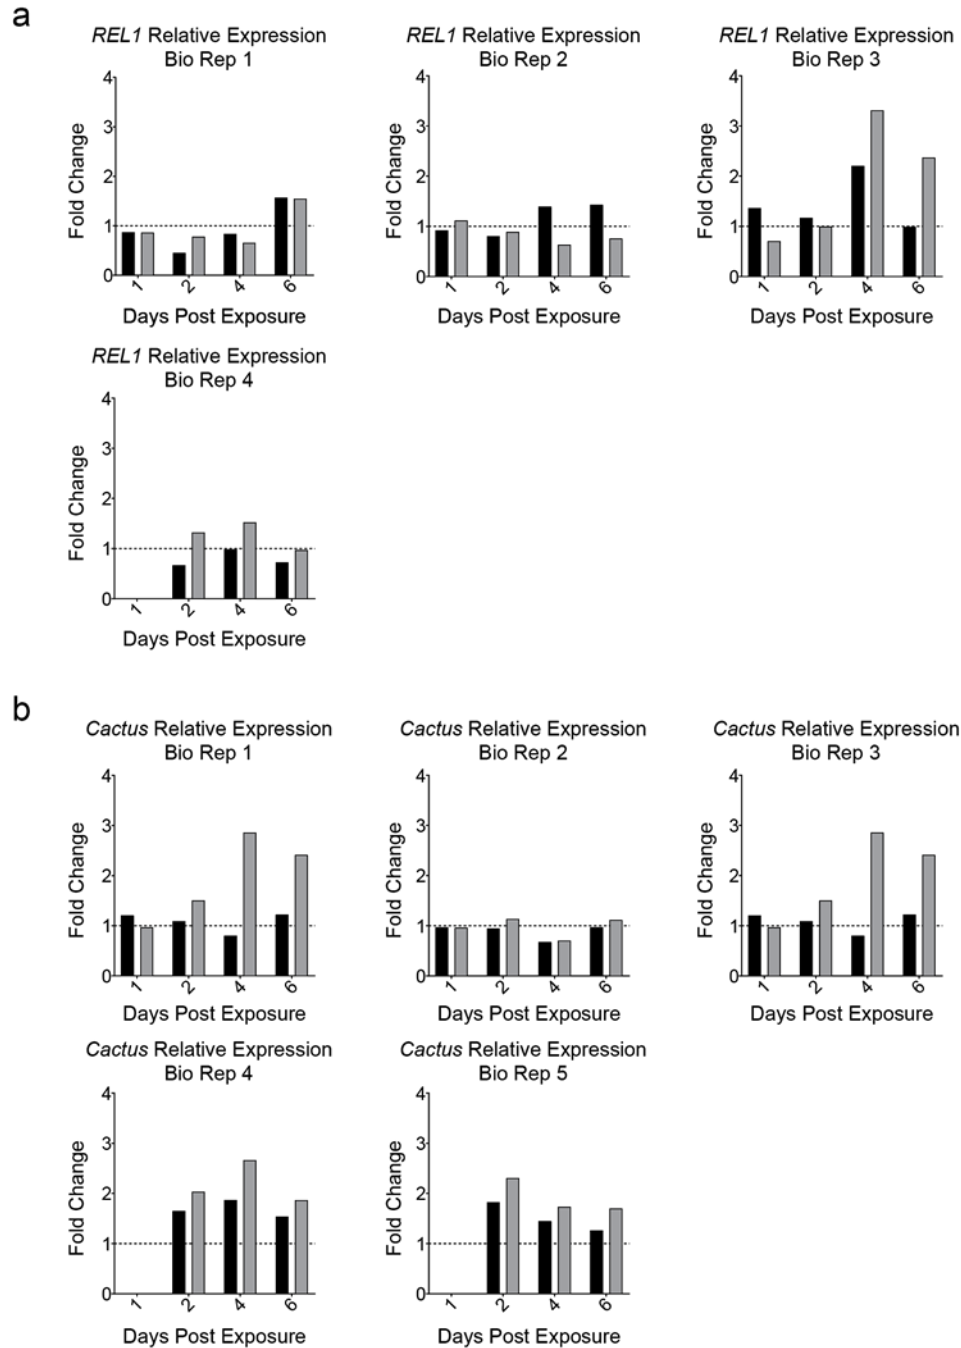 a
REL1 Relative Expression
Bio Rep 1
4
3
2
1
0
Fold Change
1 2 4 6
Days Post Exposure
REL1 Relative Expression
Bio Rep 2
4
3
2
1
0
Fold Change
1 2 4 6
Days Post Exposure
REL1 Relative Expression
Bio Rep 3
4
3
2
1
0
Fold Change
1 2 4 6
Days Post Exposure
REL1 Relative Expression
Bio Rep 4
4
3
2
1
0
Fold Change
1 2 4 6
Days Post Exposure
b
Cactus Relative Expression
Bio Rep 1
4
3
2
1
0
Fold Change
1 2 4 6
Days Post Exposure
Cactus Relative Expression
Bio Rep 2
4
3
2
1
0
Fold Change
1 2 4 6
Days Post Exposure
Cactus Relative Expression
Bio Rep 3
4
3
2
1
0
Fold Change
1 2 4 6
Days Post Exposure
Cactus Relative Expression
Bio Rep 4
4
3
2
1
0
Fold Change
1 2 4 6
Days Post Exposure
Cactus Relative Expression
Bio Rep 5
4
3
2
1
0
Fold Change
1 2 4 6
Days Post Exposure